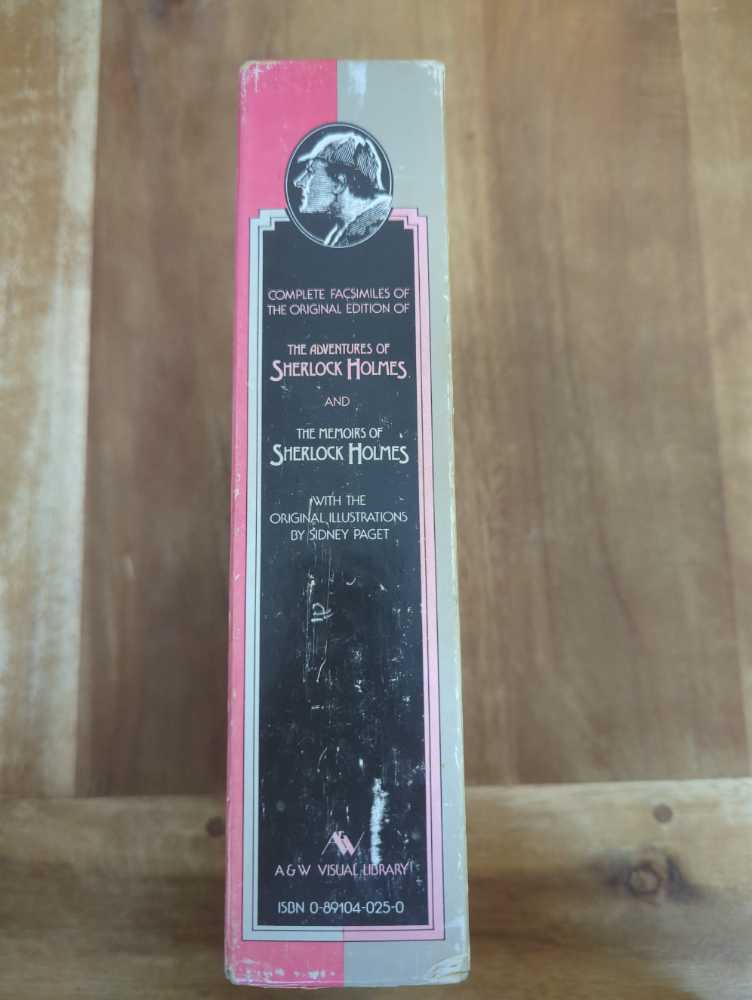 COMPLETE FACSIMILES OF
THE ORIGINAL EDITION OF
THE ADVENTURES OF
SHERLOCK HOLMES
AND
THE MEMOIRS OF
SHERLOCK HOLMES
WITH THE
ORIGINAL ILLUSTRATIONS
BY SIDNEY PAGET
A&W
A & W VISUAL LIBRARY
ISBN 0-89104-025-0